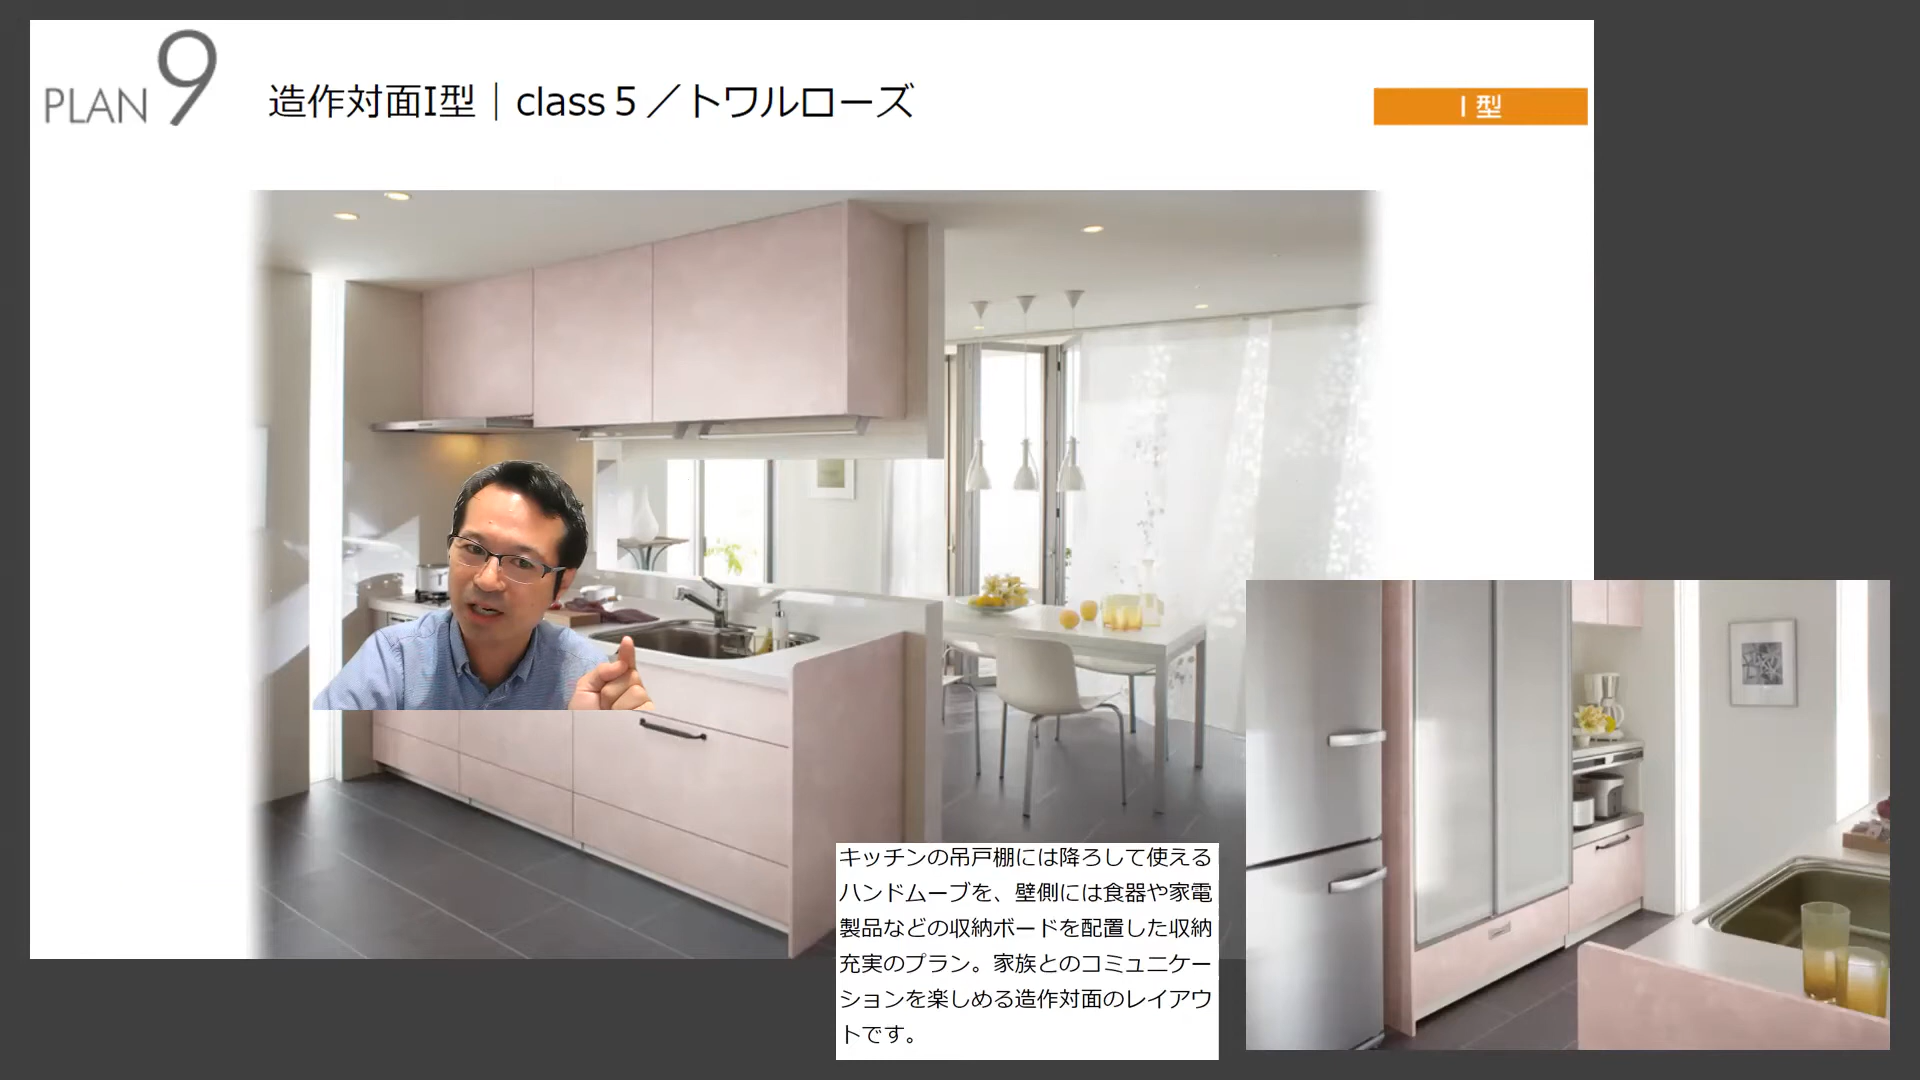 PLAN 9
造作対面I型｜class５／トワルローズ
I 型
キッチンの吊戸棚には降ろして使える
ハンドムーブを、壁側には食器や家電
製品などの収納ボードを配置した収納
充実のプラン。家族とのコミュニケー
ションを楽しめる造作対面のレイアウ
トです。